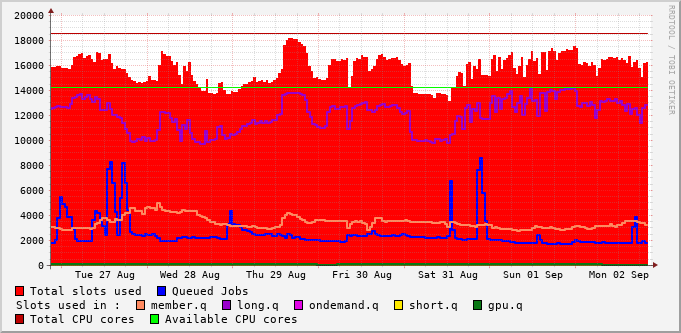 RRDTOOL / TOBI OETIKER
20000
18000
16000
14000
12000
10000
8000
6000
4000
2000
0
Tue 27 Aug Wed 28 Aug Thu 29 Aug Fri 30 Aug Sat 31 Aug Sun 01 Sep Mon 02 Sep
Total slots used Queued Jobs
Slots used in : member.q long.q ondemand.q short.q gpu.q
Total CPU cores Available CPU cores